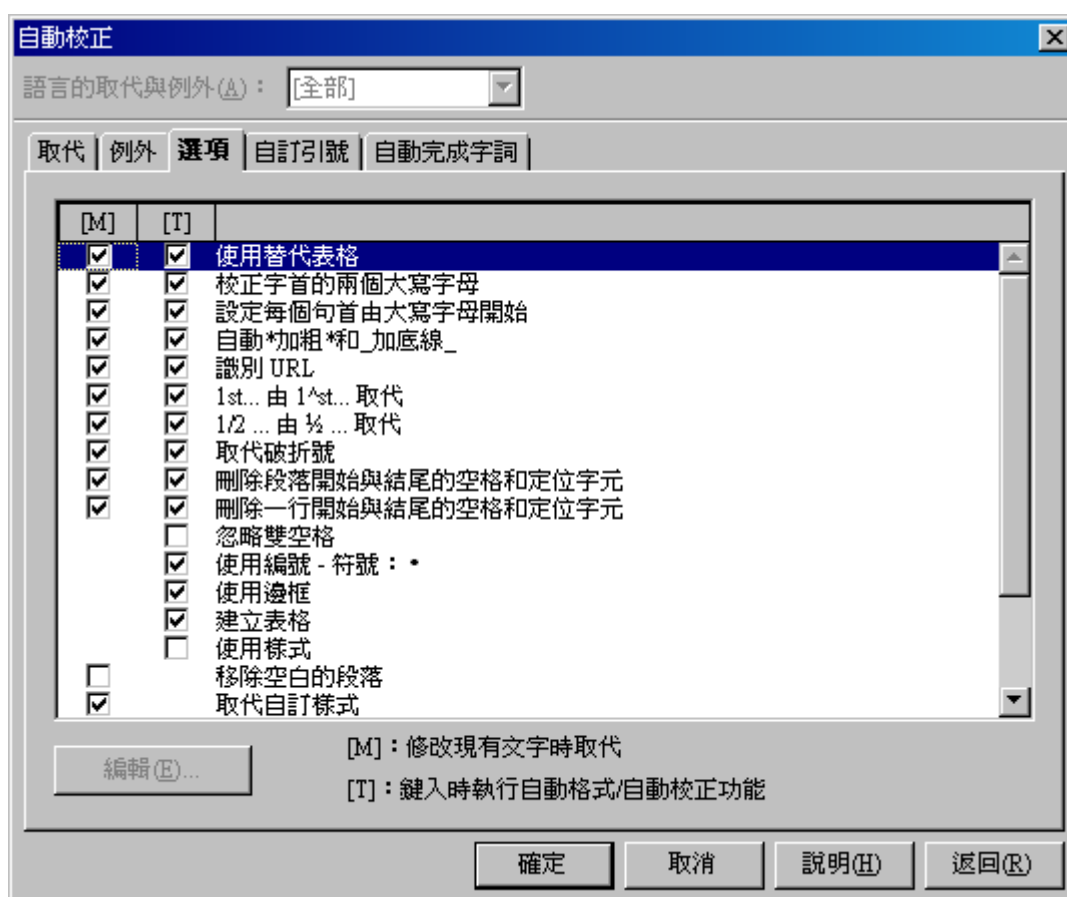 自動校正
語言的取代與例外(A)： [全部]
取代 例外 選項 自訂引號 自動完成字詞
[M] [T]
使用替代表格
校正字首的兩個大寫字母
設定每個句首由大寫字母開始
自動*加粗*和_加底線_
識別 URL
1st... 由 1^st... 取代
1/2 ... 由 ½ ... 取代
取代破折號
刪除段落開始與結尾的空格和定位字元
刪除一行開始與結尾的空格和定位字元
忽略雙空格
使用編號 - 符號：•
使用邊框
建立表格
使用樣式
移除空白的段落
取代自訂樣式
編輯(E)...
[M]：修改現有文字時取代
[T]：鍵入時執行自動格式/自動校正功能
確定 取消 說明(H) 返回(R)